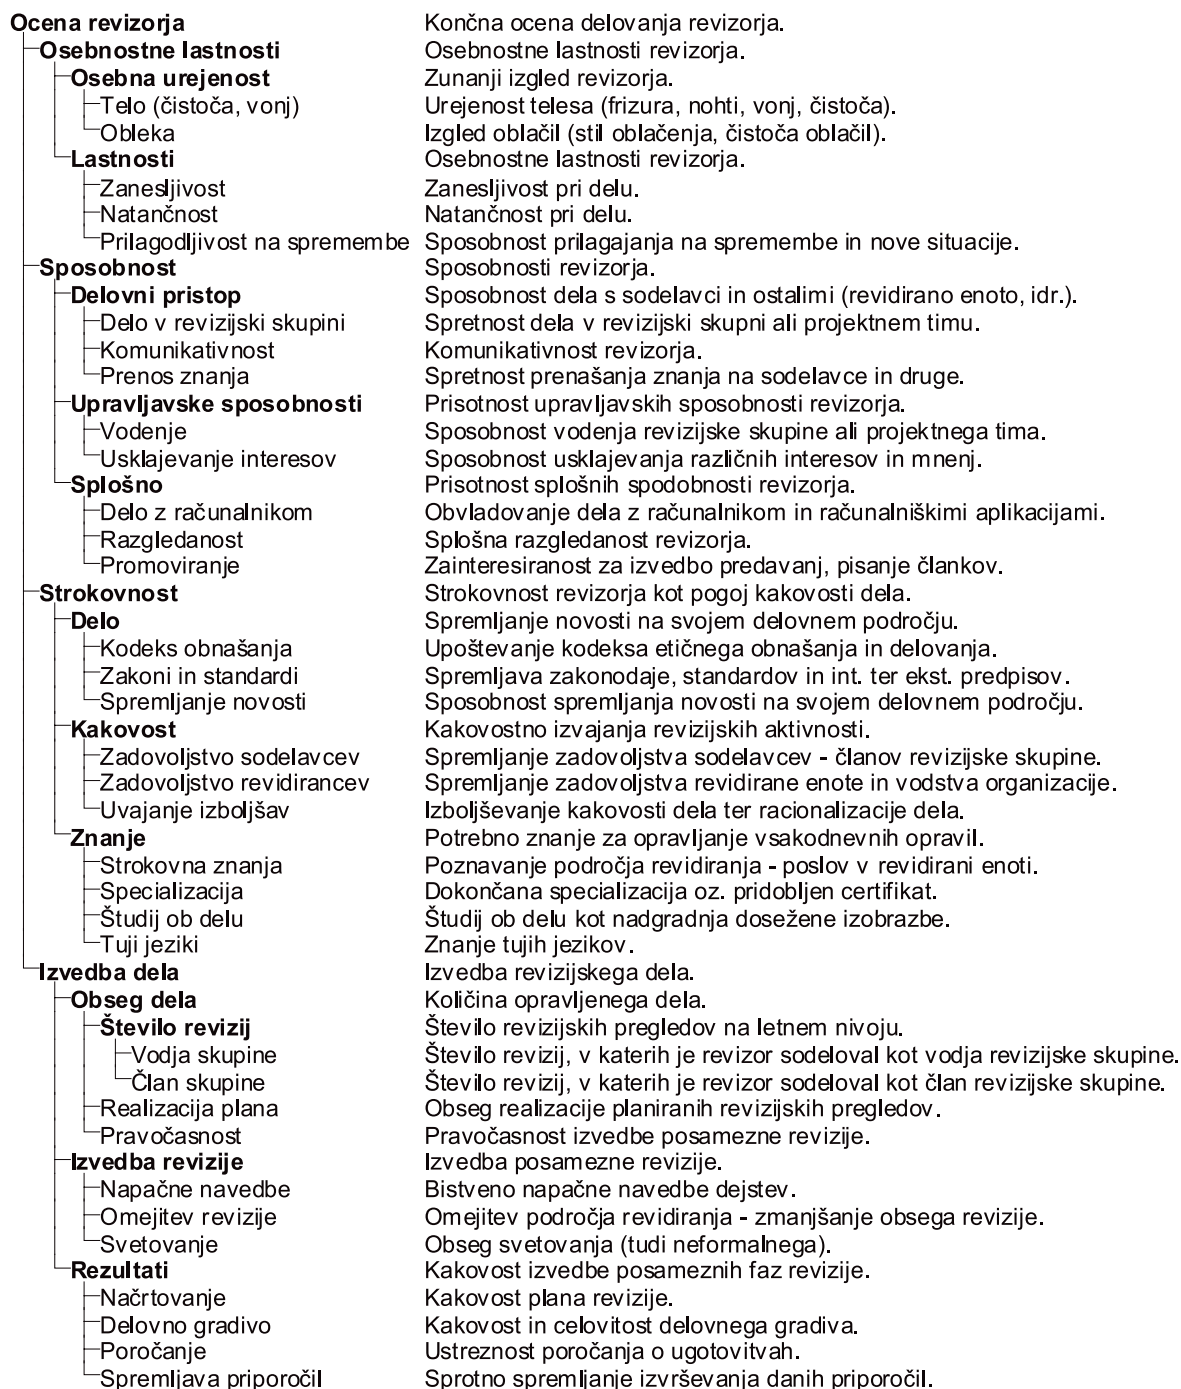 Ocena revizorja Končna ocena delovanja revizorja.
Osebnostne lastnosti Osebnostne lastnosti revizorja.
Osebna urejenost Zunanji izgled revizorja.
Telo (čistoča, vonj) Urejenost telesa (frizura, nohti, vonj, čistoča).
Obleka Izgled oblačil (stil oblačenja, čistoča oblačil).
Lastnosti Osebnostne lastnosti revizorja.
Zanesljivost Zanesljivost pri delu.
Natančnost Natančnost pri delu.
Prilagodljivost na spremembe Sposobnost prilagajanja na spremembe in nove situacije.
Sposobnost Sposobnosti revizorja.
Delovni pristop Sposobnost dela s sodelavci in ostalimi (revidirano enoto, idr.).
Delo v revizijski skupini Spretnost dela v revizijski skupni ali projektnem timu.
Komunikativnost Komunikativnost revizorja.
Prenos znanja Spretnost prenašanja znanja na sodelavce in druge.
Upravljavske sposobnosti Prisotnost upravljavskih sposobnosti revizorja.
Vodenje Sposobnost vodenja revizijske skupine ali projektnega tima.
Usklajevanje interesov Sposobnost usklajevanja različnih interesov in mnenj.
Splošno Prisotnost splošnih spodobnosti revizorja.
Delo z računalnikom Obvladovanje dela z računalnikom in računalniškimi aplikacijami.
Razgledanost Splošna razgledanost revizorja.
Promoviranje Zainteresiranost za izvedbo predavanj, pisanje člankov.
Strokovnost Strokovnost revizorja kot pogoj kakovosti dela.
Delo Spremljanje novosti na svojem delovnem področju.
Kodeks obnašanja Upoštevanje kodeksa etičnega obnašanja in delovanja.
Zakoni in standardi Spremljava zakonodaje, standardov in int. ter ekst. predpisov.
Spremljanje novosti Sposobnost spremljanja novosti na svojem delovnem področju.
Kakovost Kakovostno izvajanja revizijskih aktivnosti.
Zadovoljstvo sodelavcev Spremljanje zadovoljstva sodelavcev - članov revizijske skupine.
Zadovoljstvo revidirancev Spremljanje zadovoljstva revidirane enote in vodstva organizacije.
Uvajanje izboljšav Izboljševanje kakovosti dela ter racionalizacije dela.
Znanje Potrebno znanje za opravljanje vsakodnevnih opravil.
Strokovna znanja Poznavanje področja revidiranja - poslov v revidirani enoti.
Specializacija Dokončana specializacija oz. pridobljen certifikat.
Študij ob delu Študij ob delu kot nadgradnja dosežene izobrazbe.
Tuji jeziki Znanje tujih jezikov.
Izvedba dela Izvedba revizijskega dela.
Obseg dela Količina opravljenega dela.
Število revizij Število revizijskih pregledov na letnem nivoju.
Vodja skupine Število revizij, v katerih je revizor sodeloval kot vodja revizijske skupine.
Član skupine Število revizij, v katerih je revizor sodeloval kot član revizijske skupine.
Realizacija plana Obseg realizacije planiranih revizijskih pregledov.
Pravočasnost Pravočasnost izvedbe posamezne revizije.
Izvedba revizije Izvedba posamezne revizije.
Napačne navedbe Bistveno napačne navedbe dejstev.
Omejitev revizije Omejitev področja revidiranja - zmanjšanje obsega revizije.
Svetovanje Obseg svetovanja (tudi neformalnega).
Rezultati Kakovost izvedbe posameznih faz revizije.
Načrtovanje Kakovost plana revizije.
Delovno gradivo Kakovost in celovitost delovnega gradiva.
Poročanje Ustreznost poročanja o ugotovitvah.
Spremljava priporočil Sprotno spremljanje izvrševanja danih priporočil.